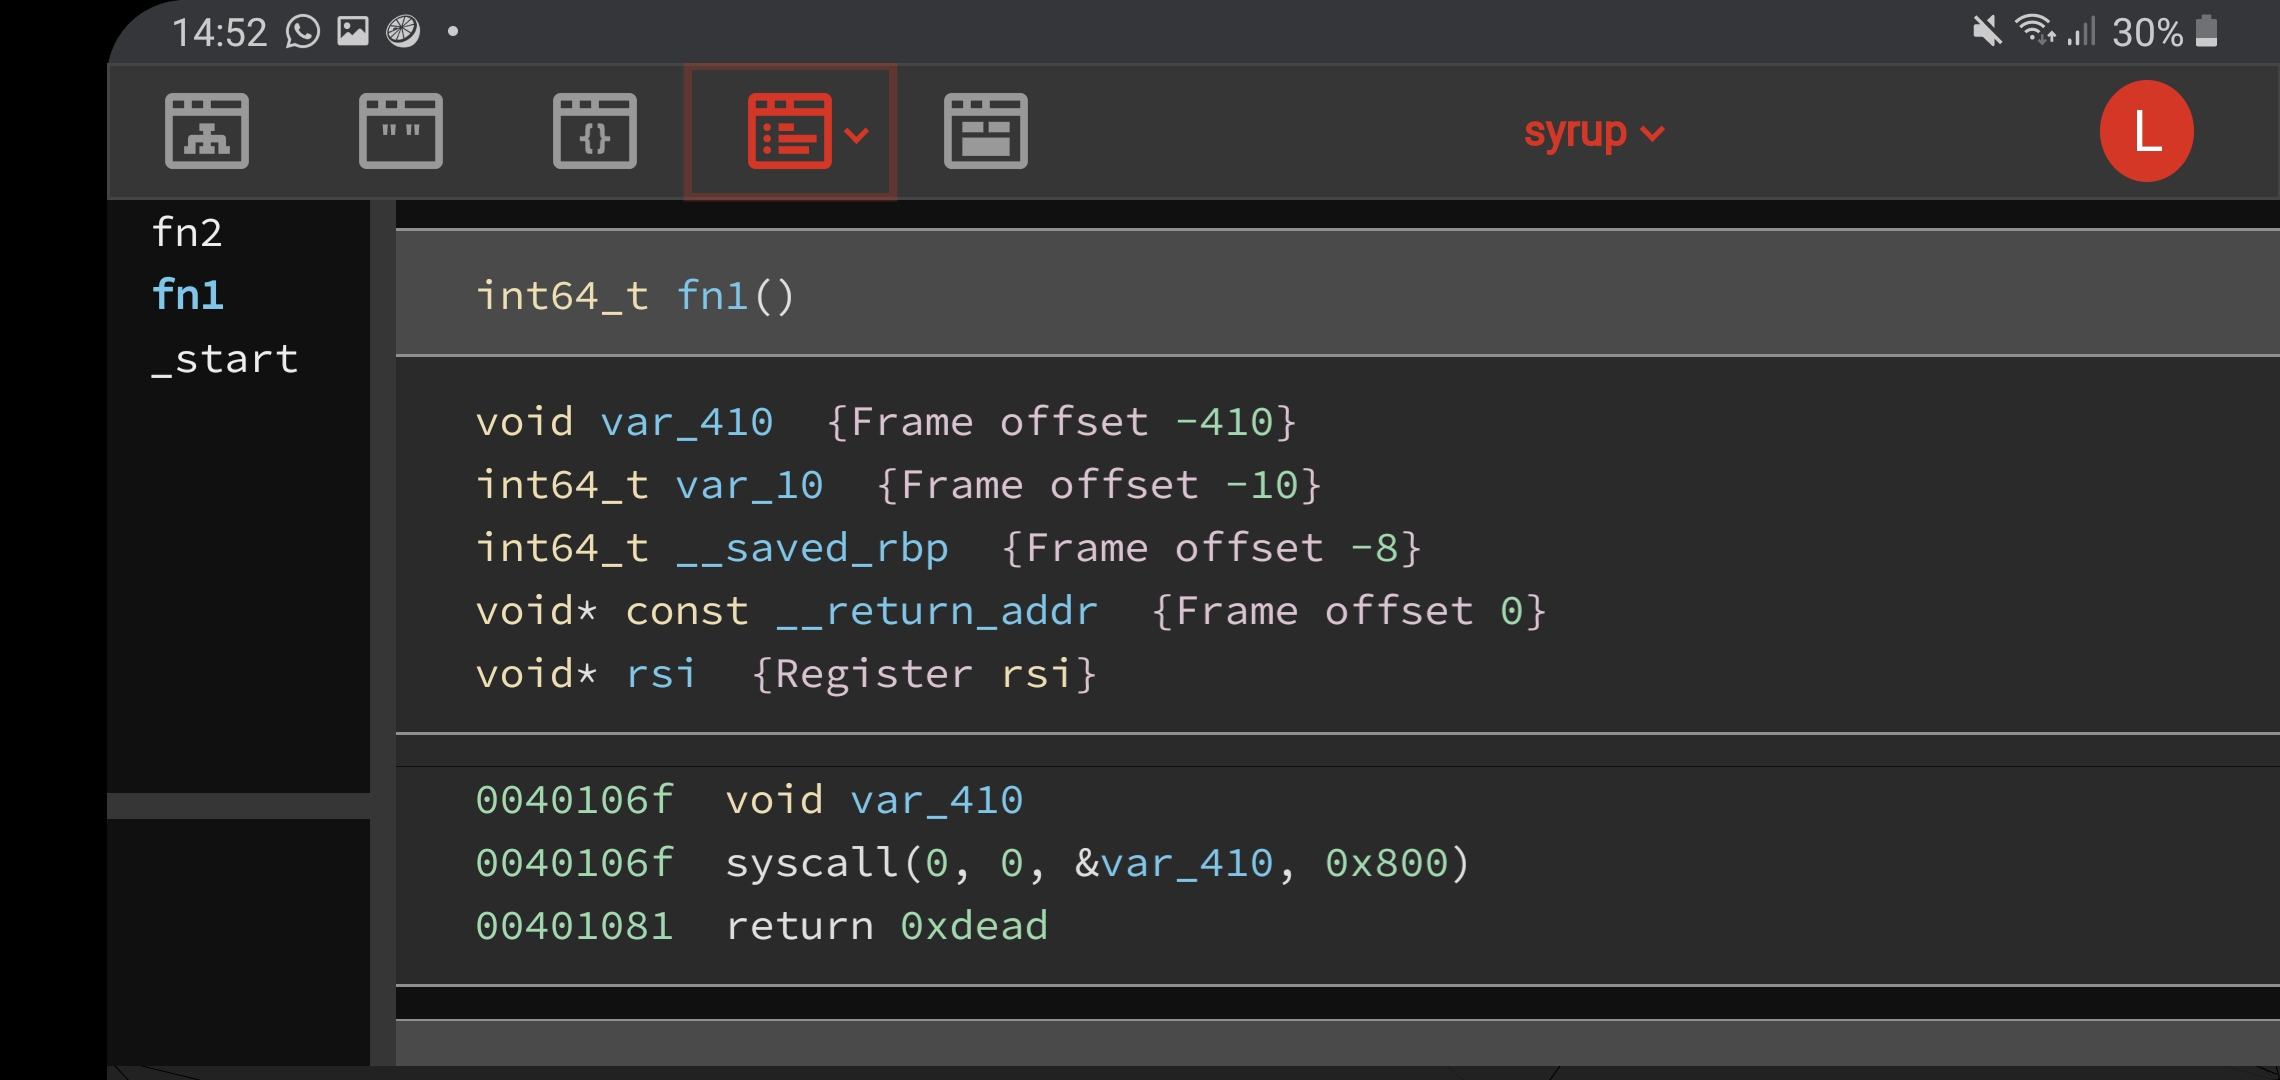 14:52 30%
" " {} syrup L
fn2
fn1
_start
int64_t fn1()
void var_410 {Frame offset -410}
int64_t var_10 {Frame offset -10}
int64_t __saved_rbp {Frame offset -8}
void* const __return_addr {Frame offset 0}
void* rsi {Register rsi}
0040106f void var_410
0040106f syscall(0, 0, &var_410, 0x800)
00401081 return 0xdead